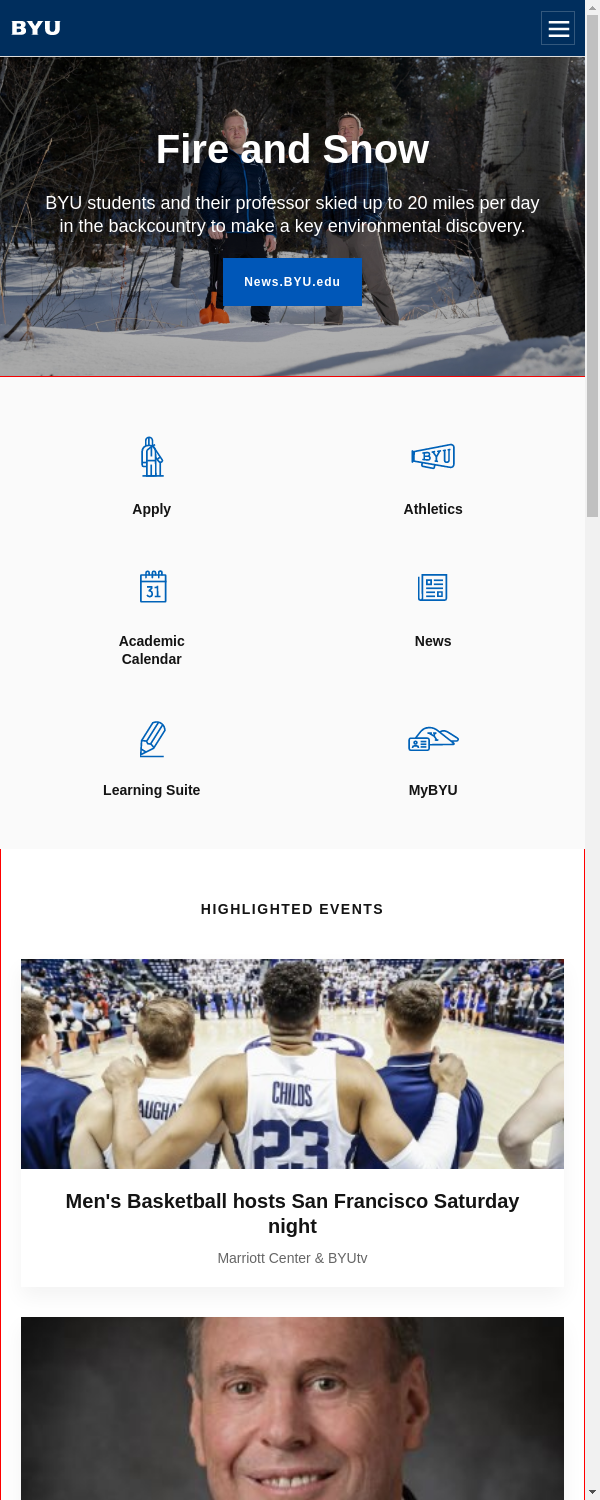 BYU
Fire and Snow
BYU students and their professor skied up to 20 miles per day
in the backcountry to make a key environmental discovery.
News.BYU.edu
BYU
Apply
Athletics
31
Academic
Calendar
News
Learning Suite
MyBYU
HIGHLIGHTED EVENTS
CHILDS
23
Men's Basketball hosts San Francisco Saturday
night
Marriott Center & BYUtv